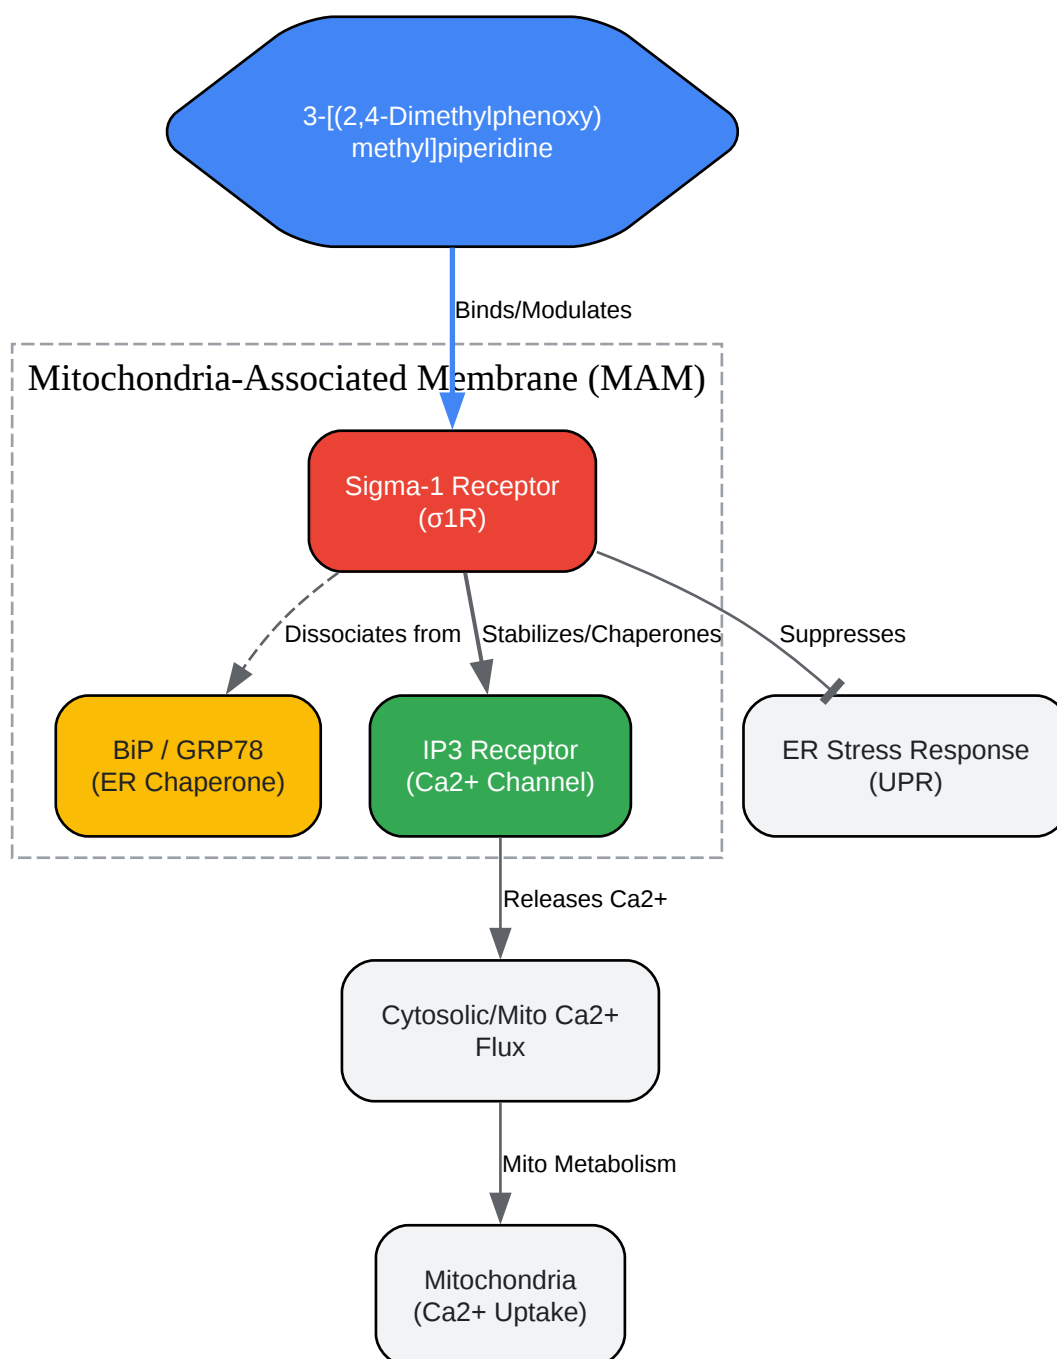 3-[(2,4-Dimethylphenoxy)
methyl]piperidine
Binds/Modulates
Mitochondria-Associated Membrane (MAM)
Sigma-1 Receptor
(σ1R)
Dissociates from
Stabilizes/Chaperones
Suppresses
BiP / GRP78
(ER Chaperone)
IP3 Receptor
(Ca2+ Channel)
ER Stress Response
(UPR)
Releases Ca2+
Cytosolic/Mito Ca2+
Flux
Mito Metabolism
Mitochondria
(Ca2+ Uptake)